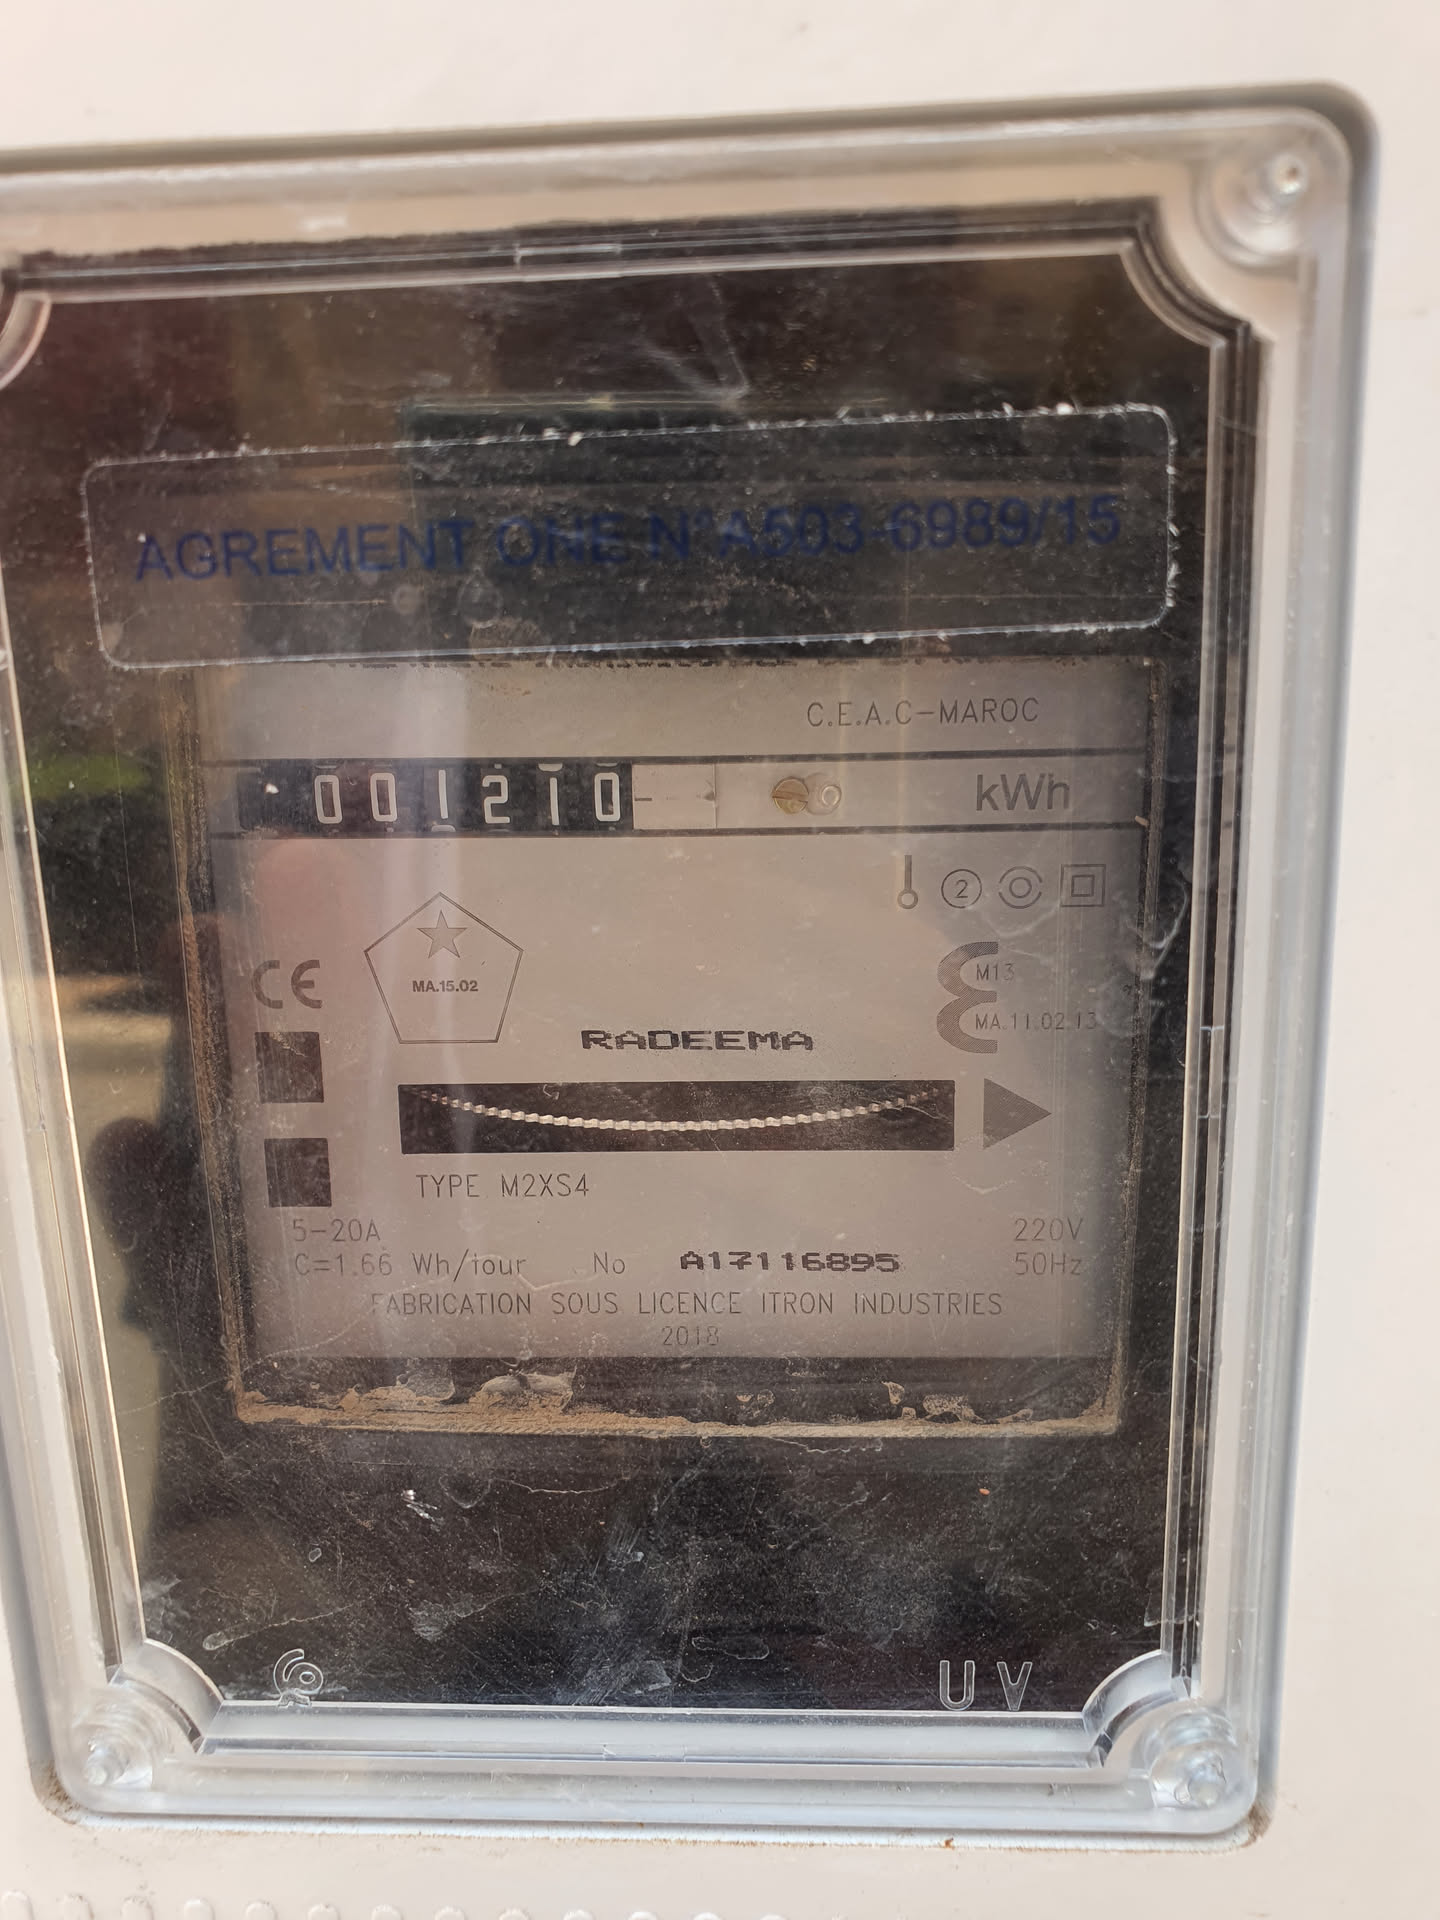 AGREMENT ONE N°A503-6989/15
C.E.A.C-MAROC
001210 kWh
2
CE
MA.15.02
M13
MA.11.02.13
RADEEMA
TYPE M2XS4
5-20A 220V
C=1.66 Wh/tour No A17116895 50Hz
FABRICATION SOUS LICENCE ITRON INDUSTRIES
2018
UV